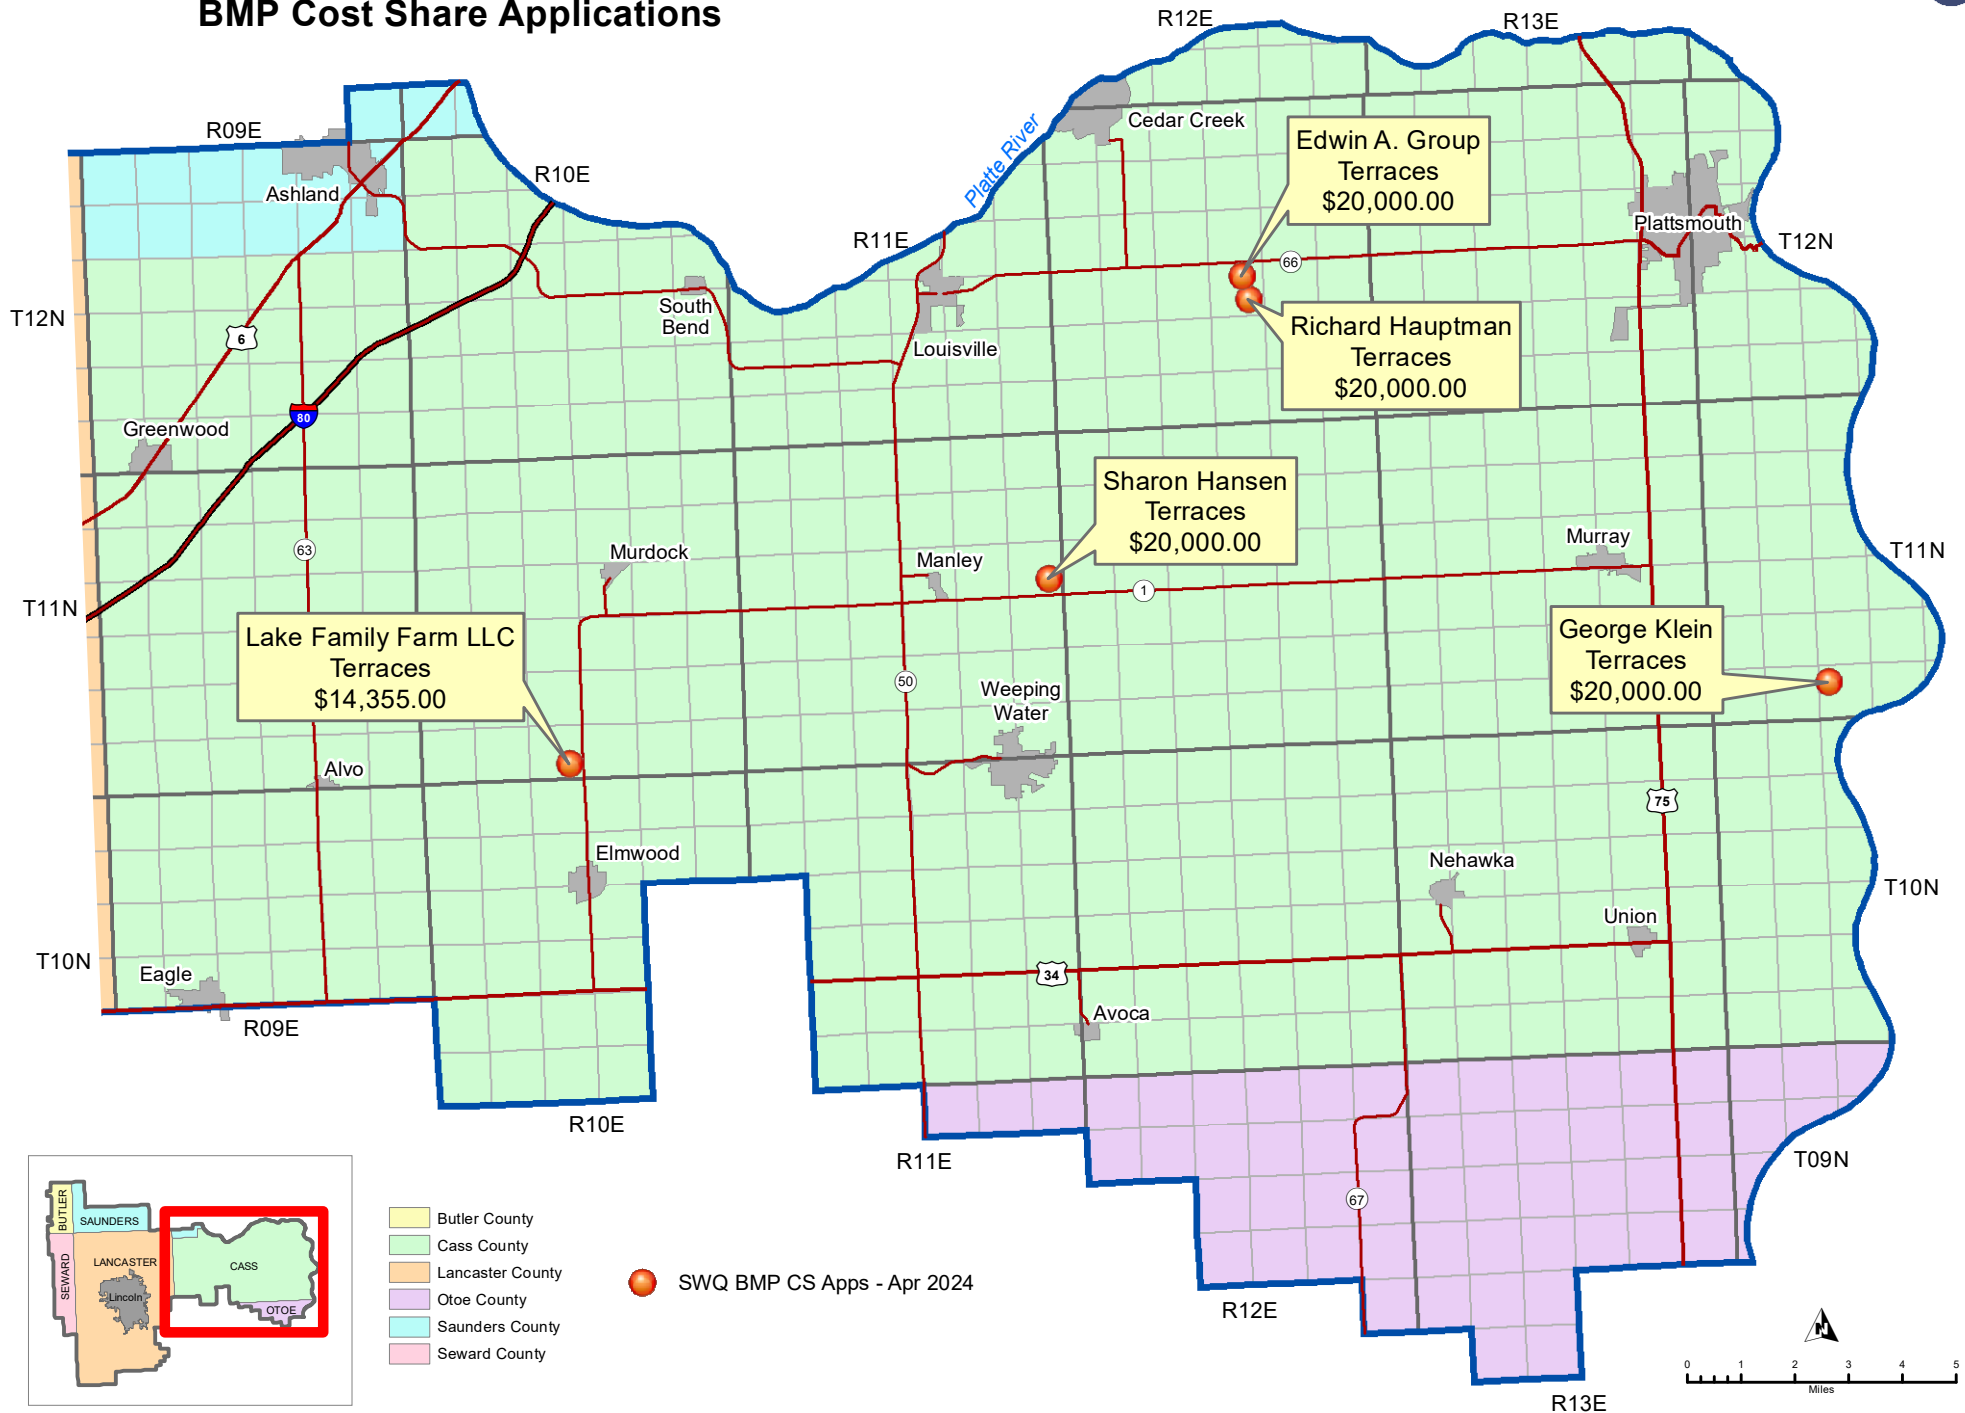 BMP Cost Share Applications
R12E
R13E
R09E
Cedar Creek
Platte River
Edwin A. Group
Terraces
$20,000.00
R10E
Ashland
Plattsmouth
R11E
T12N
66
South
Bend
T12N
6
Louisville
Richard Hauptman
Terraces
$20,000.00
80
Greenwood
Sharon Hansen
Terraces
$20,000.00
63
Murdock
Manley
Murray
T11N
1
T11N
Lake Family Farm LLC
Terraces
$14,355.00
George Klein
Terraces
$20,000.00
50
Weeping
Water
Alvo
75
Elmwood
Nehawka
T10N
Union
T10N
Eagle
34
Avoca
R09E
R10E
R11E
T09N
67
BUTLER
SAUNDERS
SEWARD
LANCASTER
Lincoln
CASS
OTOE
Butler County
Cass County
Lancaster County
Otoe County
Saunders County
Seward County
SWQ BMP CS Apps - Apr 2024
R12E
N
0 1 2 3 4 5
Miles
R13E